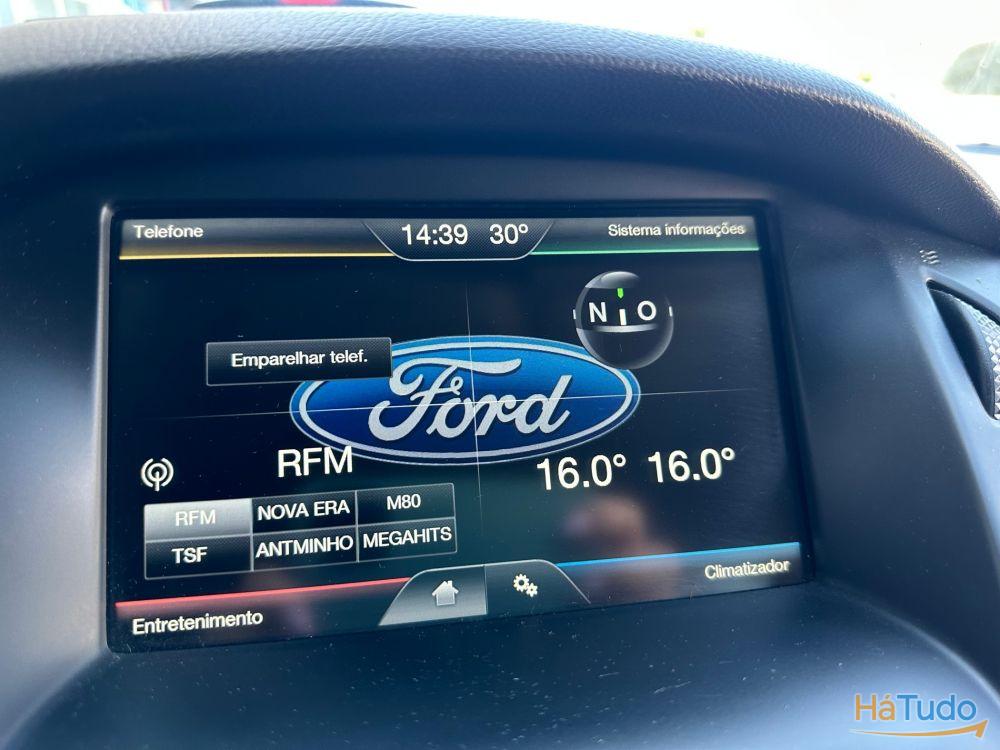 Telefone
14:39 30°
Sistema informações
N O
Emparelhar telef.
Ford
RFM
16.0° 16.0°
RFM NOVA ERA M80
TSF ANTMINHO MEGAHITS
Climatizador
Entretenimento
HáTudo